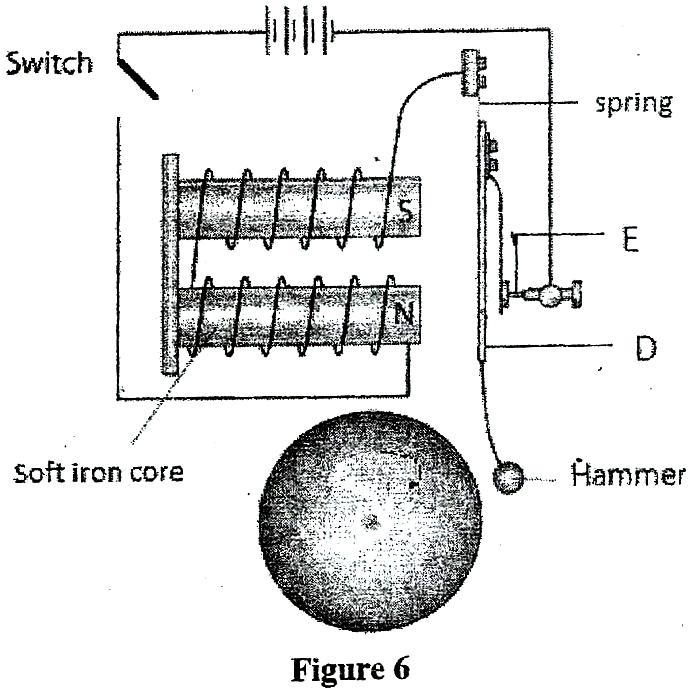 Switch
spring
S
E
N
D
Soft iron core
Hammer
Figure 6